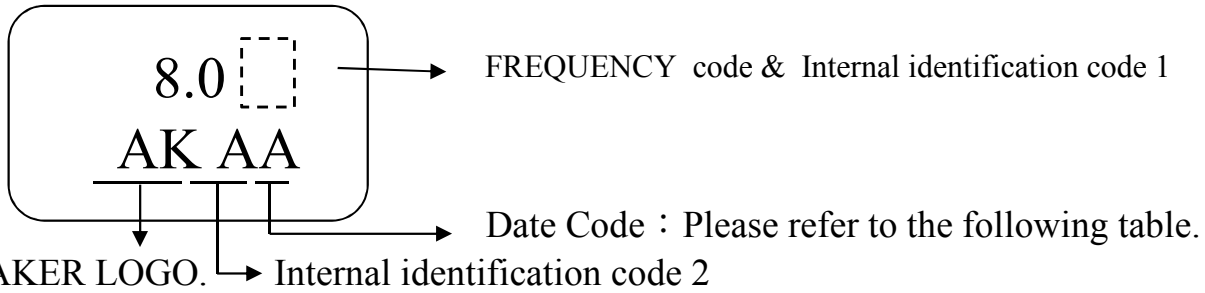 8.0 FREQUENCY code & Internal identification code 1
AK AA
Date Code：Please refer to the following table.
AKER LOGO. Internal identification code 2